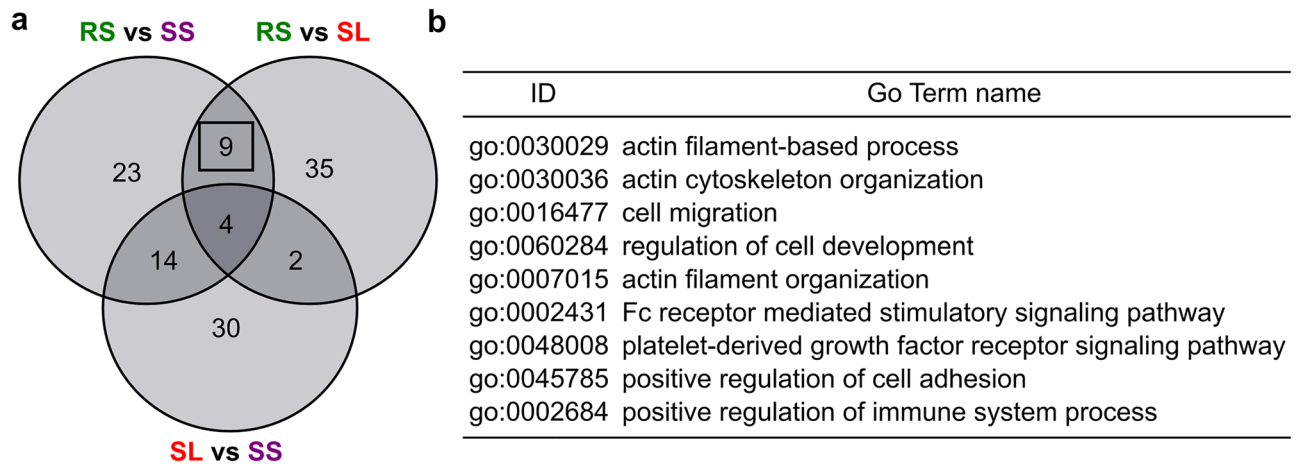 a
RS vs SS
RS vs SL
9
23
35
4
14
2
30
SL vs SS
b
ID Go Term name
go:0030029 actin filament-based process
go:0030036 actin cytoskeleton organization
go:0016477 cell migration
go:0060284 regulation of cell development
go:0007015 actin filament organization
go:0002431 Fc receptor mediated stimulatory signaling pathway
go:0048008 platelet-derived growth factor receptor signaling pathway
go:0045785 positive regulation of cell adhesion
go:0002684 positive regulation of immune system process